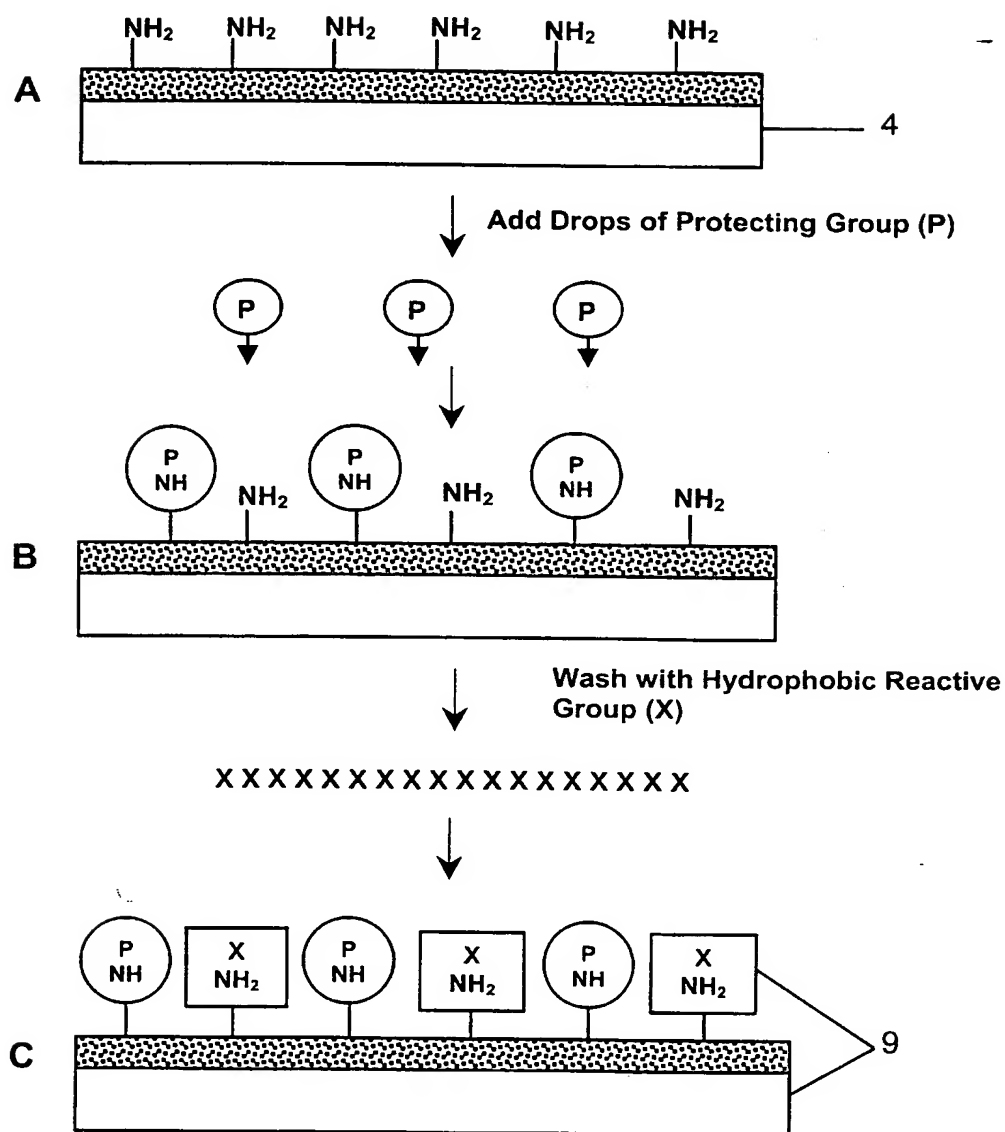 NH₂ NH₂ NH₂ NH₂ NH₂ NH₂
A
4
Add Drops of Protecting Group (P)
P P P
P P P
NH NH₂ NH NH₂ NH NH₂
B
Wash with Hydrophobic Reactive
Group (X)
X X X X X X X X X X X X X X X X X X
P X P X P X
NH NH₂ NH NH₂ NH NH₂
C
9